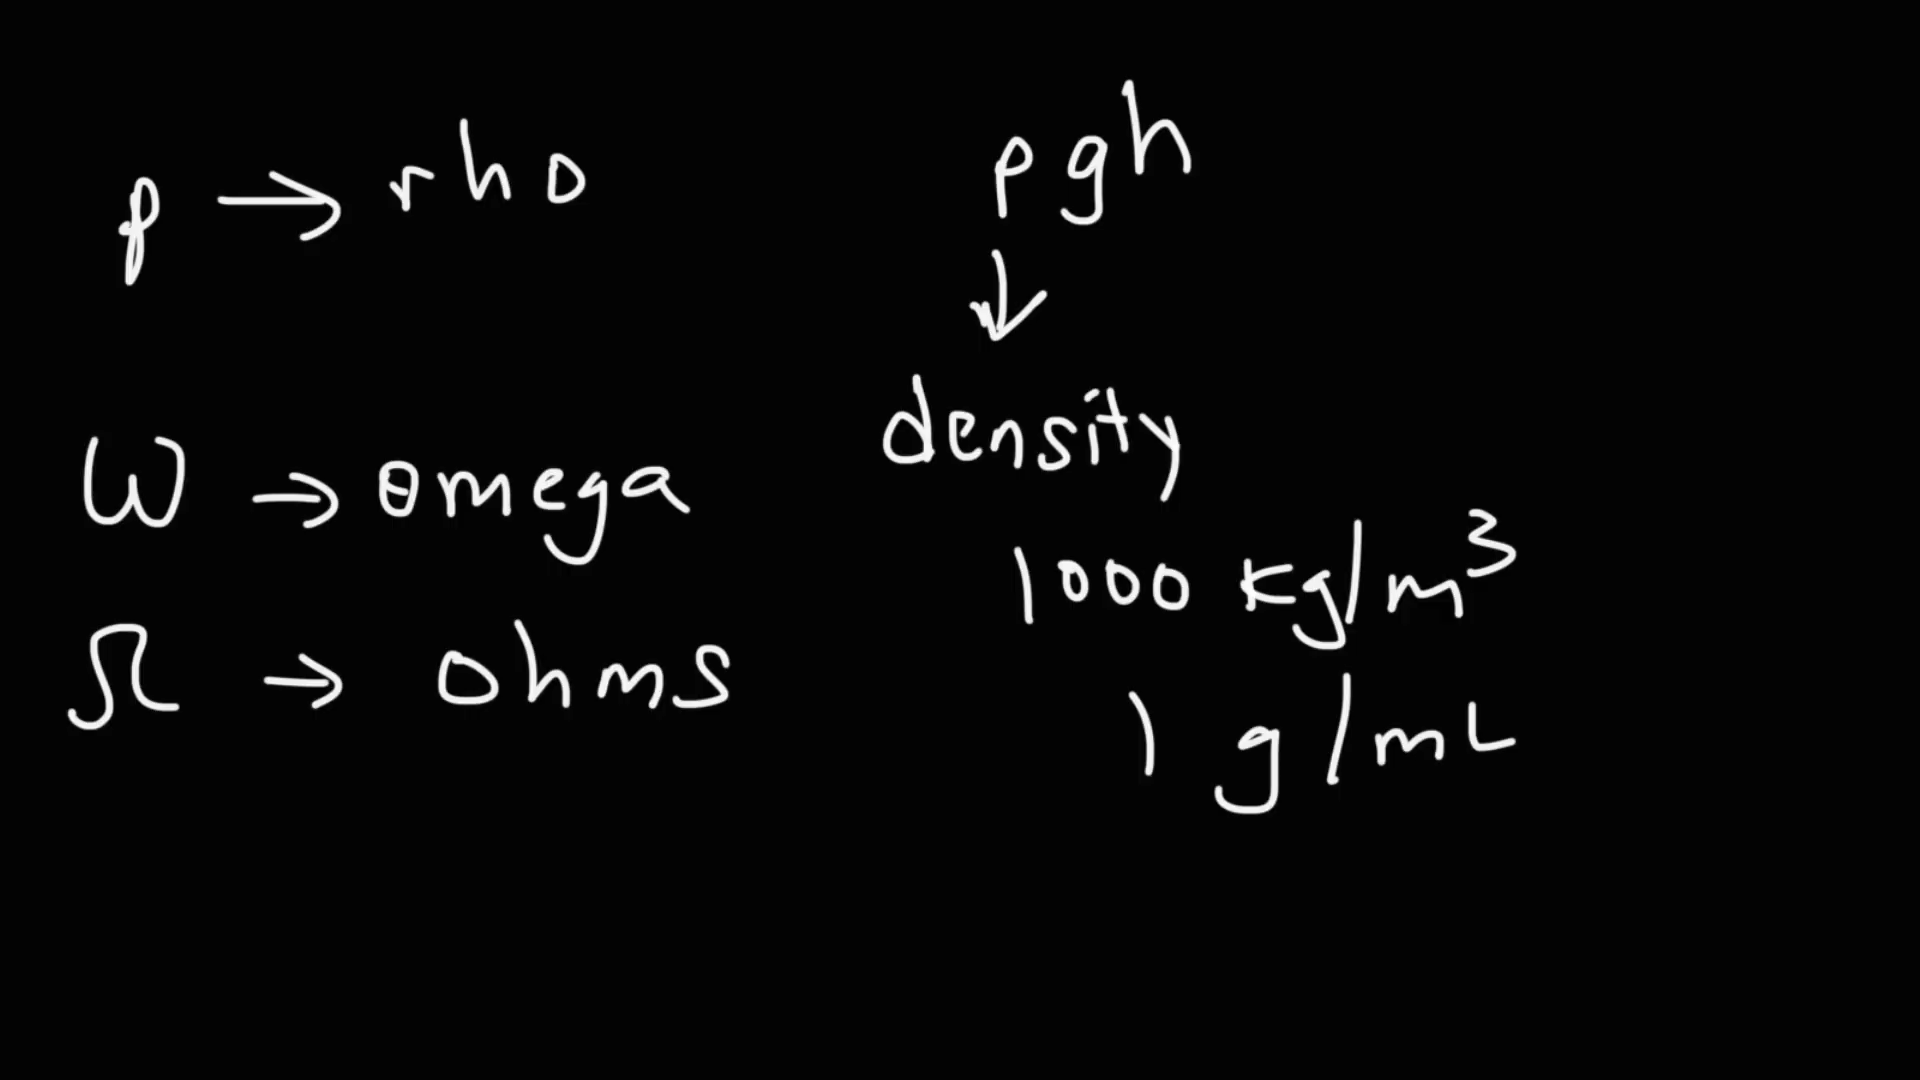 ρ → rho
ω → omega
Ω → ohms
ρgh
↓
density
1000 kg/m³
1 g/mL